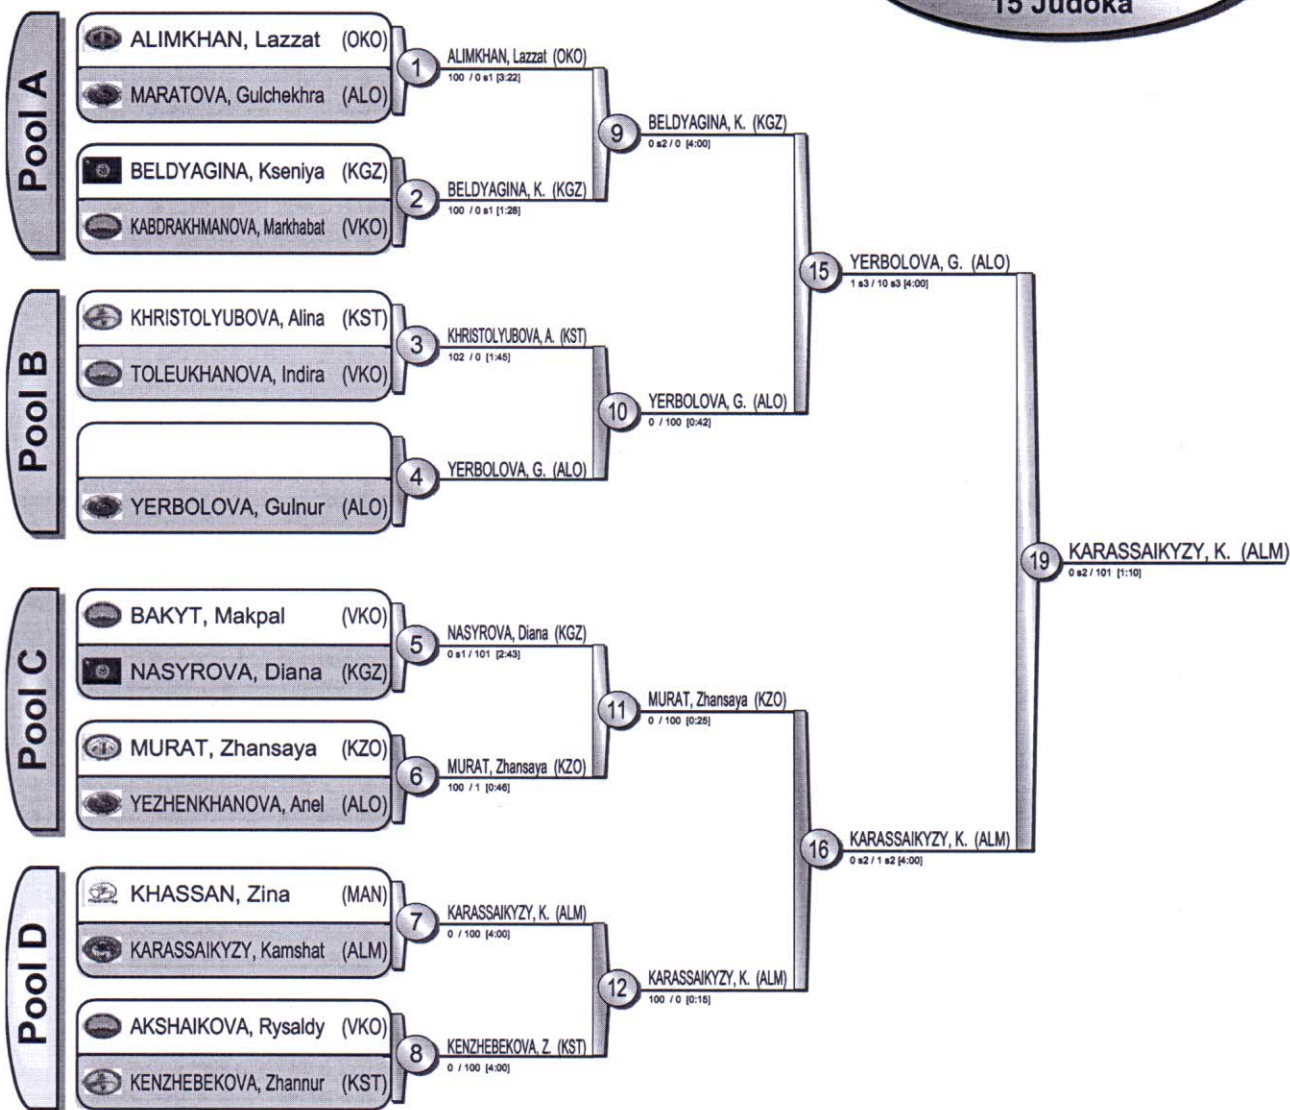 15 Judoka
Pool A
ALIMKHAN, Lazzat (OKO)
MARATOVA, Gulchekhra (ALO)
BELDYAGINA, Kseniya (KGZ)
KABDRAKHMANOVA, Markhabat (VKO)
Pool B
KHRISTOLYUBOVA, Alina (KST)
TOLEUKHANOVA, Indira (VKO)
YERBOLOVA, Gulnur (ALO)
Pool C
BAKYT, Makpal (VKO)
NASYROVA, Diana (KGZ)
MURAT, Zhansaya (KZO)
YEZHENKHANOVA, Anel (ALO)
Pool D
KHASSAN, Zina (MAN)
KARASSAIKYZY, Kamshat (ALM)
AKSHAIKOVA, Rysaldy (VKO)
KENZHEBEKOVA, Zhannur (KST)
1
ALIMKHAN, Lazzat (OKO)
100 / 0 s1 [3:22]
2
BELDYAGINA, K. (KGZ)
100 / 0 s1 [1:28]
3
KHRISTOLYUBOVA, A. (KST)
102 / 0 [1:45]
4
YERBOLOVA, G. (ALO)
5
NASYROVA, Diana (KGZ)
0 s1 / 101 [2:43]
6
MURAT, Zhansaya (KZO)
100 / 1 [0:46]
7
KARASSAIKYZY, K. (ALM)
0 / 100 [4:00]
8
KENZHEBEKOVA, Z. (KST)
0 / 100 [4:00]
9
BELDYAGINA, K. (KGZ)
0 s2 / 0 [4:00]
10
YERBOLOVA, G. (ALO)
0 / 100 [0:42]
11
MURAT, Zhansaya (KZO)
0 / 100 [0:25]
12
KARASSAIKYZY, K. (ALM)
100 / 0 [0:15]
15
YERBOLOVA, G. (ALO)
1 s3 / 10 s3 [4:00]
16
KARASSAIKYZY, K. (ALM)
0 s2 / 1 s2 [4:00]
19
KARASSAIKYZY, K. (ALM)
0 s2 / 101 [1:10]